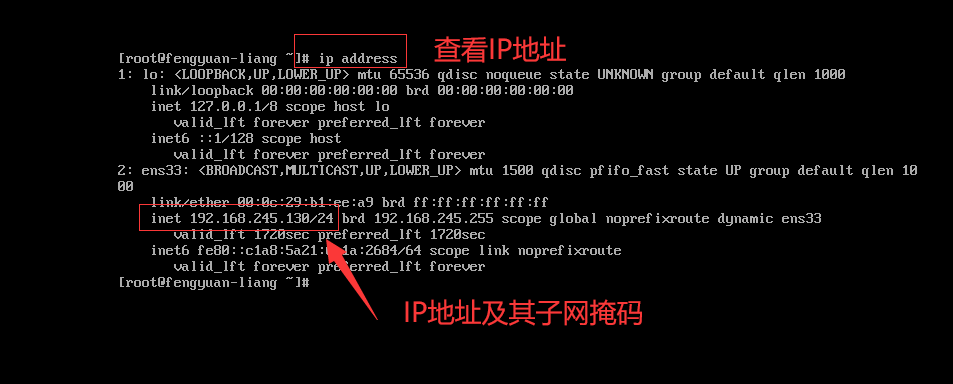 [root@fengyuan-liang ~]# ip address
查看IP地址
1: lo: <LOOPBACK,UP,LOWER_UP> mtu 65536 qdisc noqueue state UNKNOWN group default qlen 1000
link/loopback 00:00:00:00:00:00 brd 00:00:00:00:00:00
inet 127.0.0.1/8 scope host lo
valid_lft forever preferred_lft forever
inet6 ::1/128 scope host
valid_lft forever preferred_lft forever
2: ens33: <BROADCAST,MULTICAST,UP,LOWER_UP> mtu 1500 qdisc pfifo_fast state UP group default qlen 10
00
link/ether 00:0c:29:b1:ee:a9 brd ff:ff:ff:ff:ff:ff
inet 192.168.245.130/24 brd 192.168.245.255 scope global noprefixroute dynamic ens33
valid_lft 1720sec preferred_lft 1720sec
inet6 fe80::c1a8:5a21: 1a:2684/64 scope link noprefixroute
valid_lft forever preferred_lft forever
[root@fengyuan-liang ~]#
IP地址及其子网掩码